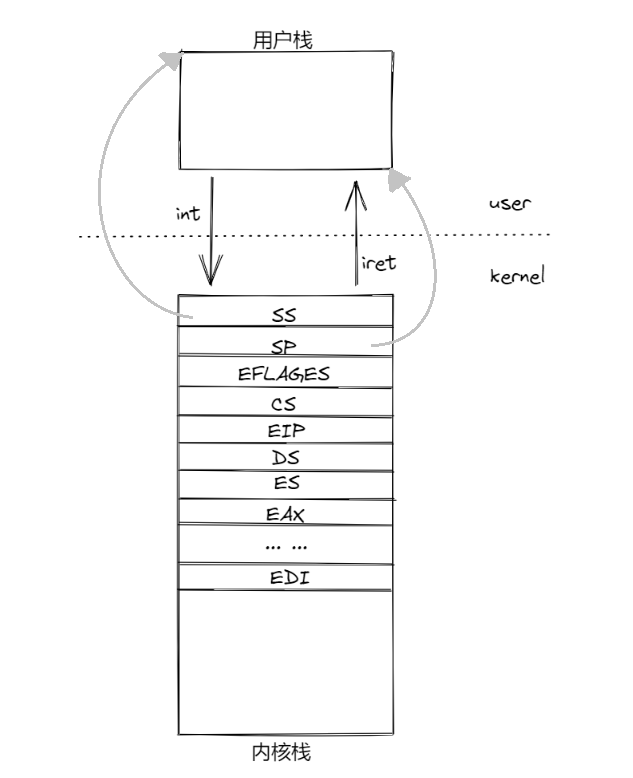 用户栈
int
user
iret
kernel
SS
SP
EFLAGES
CS
EIP
DS
ES
EAX
... ...
EDI
内核栈